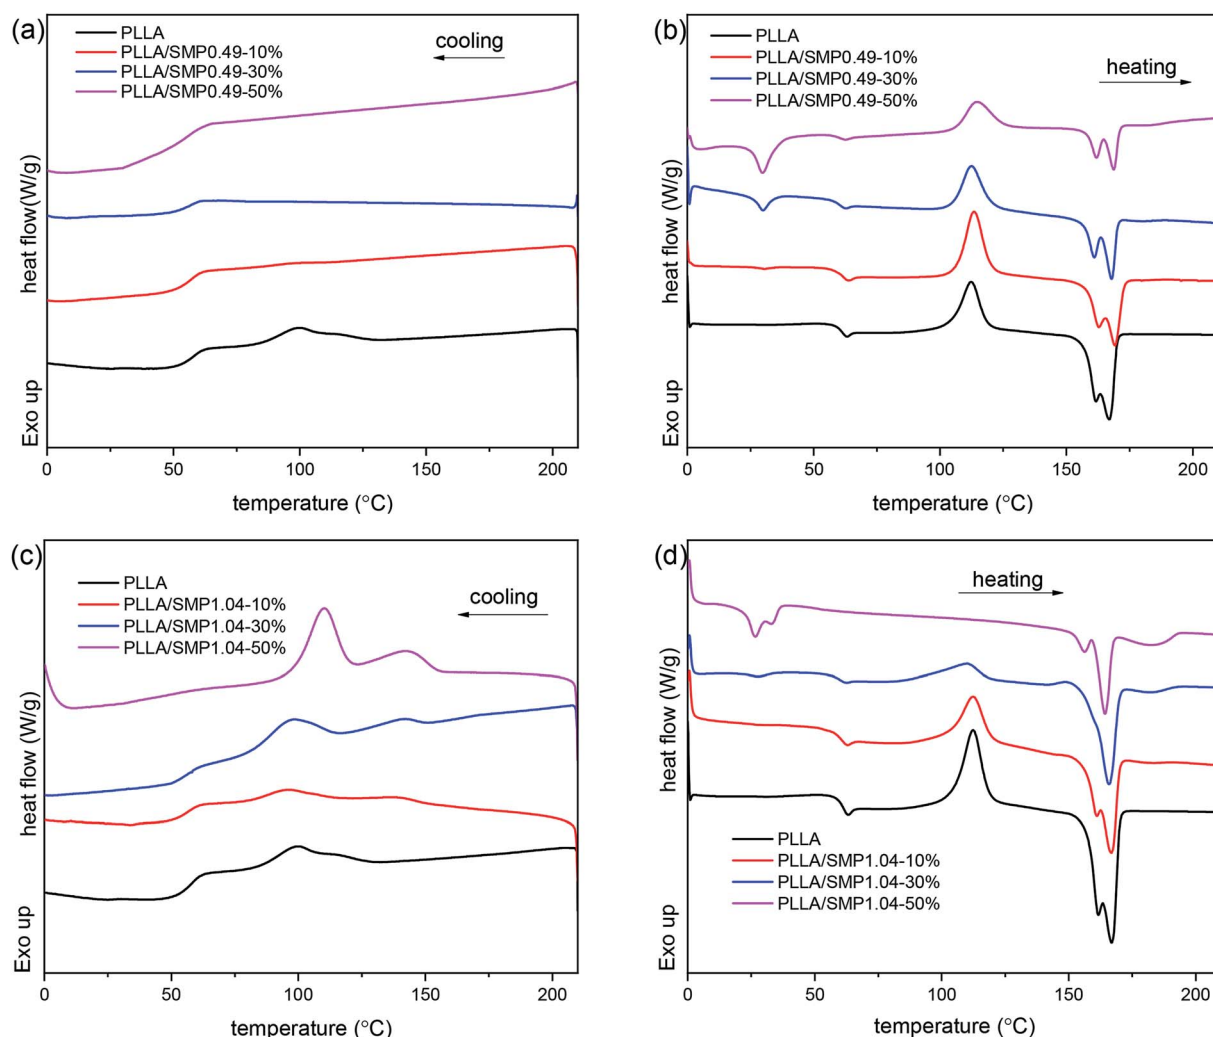 (a)
PLLA
PLLA/SMP0.49-10%
PLLA/SMP0.49-30%
PLLA/SMP0.49-50%
cooling
heat flow(W/g)
Exo up
0 50 100 150 200
temperature (°C)
(b)
PLLA
PLLA/SMP0.49-10%
PLLA/SMP0.49-30%
PLLA/SMP0.49-50%
heating
heat flow (W/g)
Exo up
0 50 100 150 200
temperature (°C)
(c)
PLLA
PLLA/SMP1.04-10%
PLLA/SMP1.04-30%
PLLA/SMP1.04-50%
cooling
heat flow (W/g)
Exo up
0 50 100 150 200
temperature (°C)
(d)
heating
heat flow (W/g)
PLLA
PLLA/SMP1.04-10%
PLLA/SMP1.04-30%
PLLA/SMP1.04-50%
Exo up
0 50 100 150 200
temperature (°C)